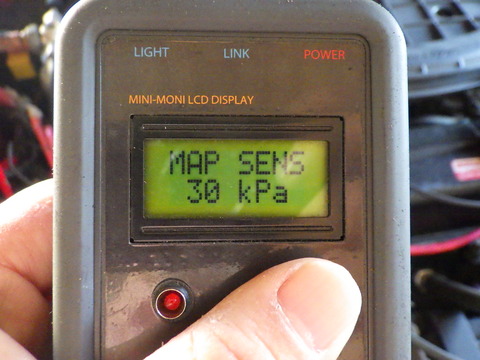 LIGHT LINK POWER
MINI-MONI LCD DISPLAY
MAP SENS
30 kPa